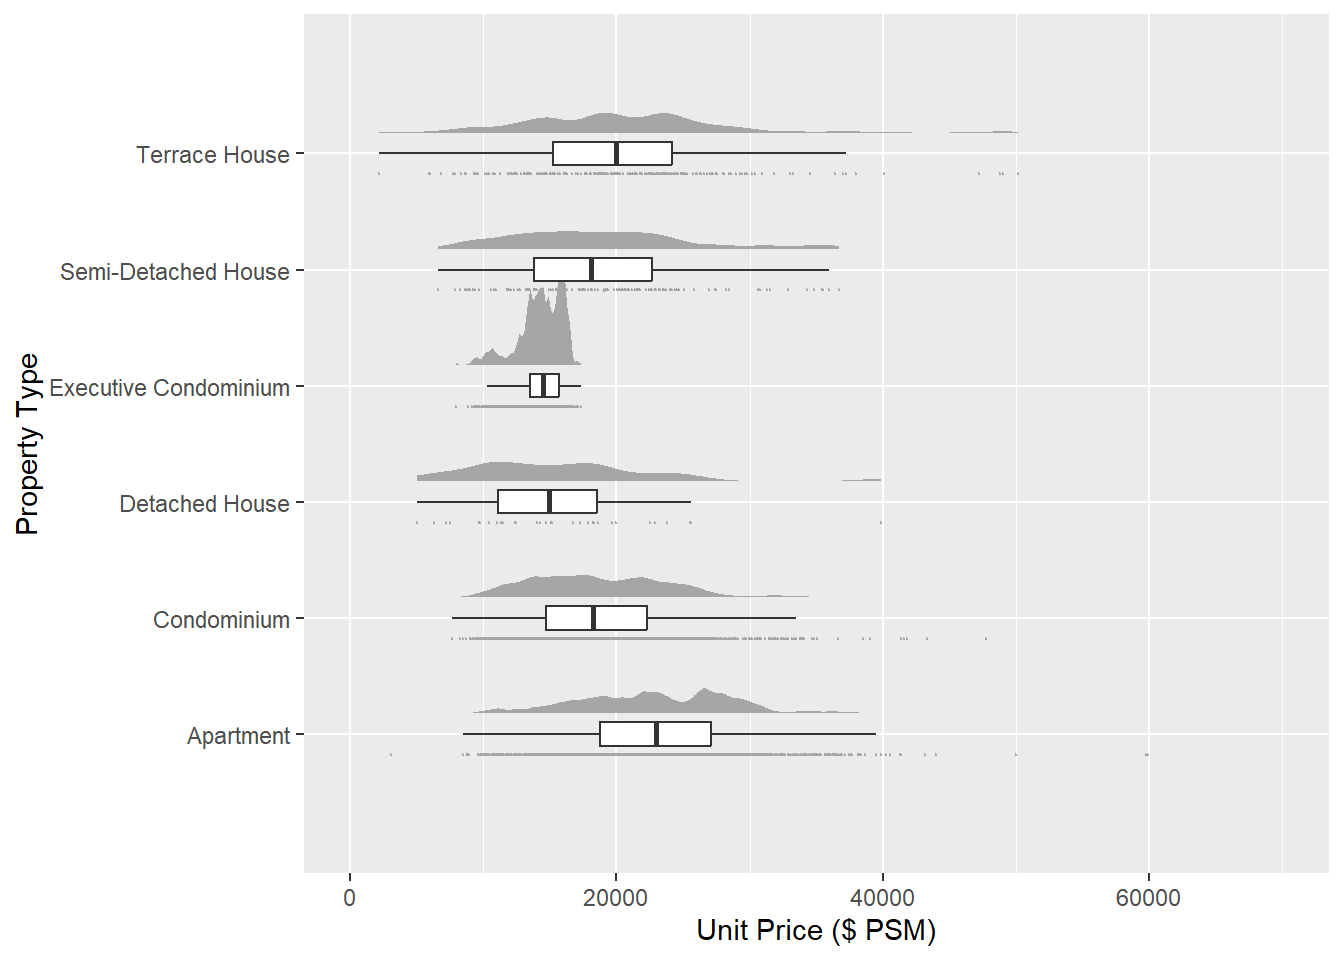 Terrace House
Semi-Detached House
Executive Condominium
Detached House
Condominium
Apartment
Property Type
0 20000 40000 60000
Unit Price ($ PSM)